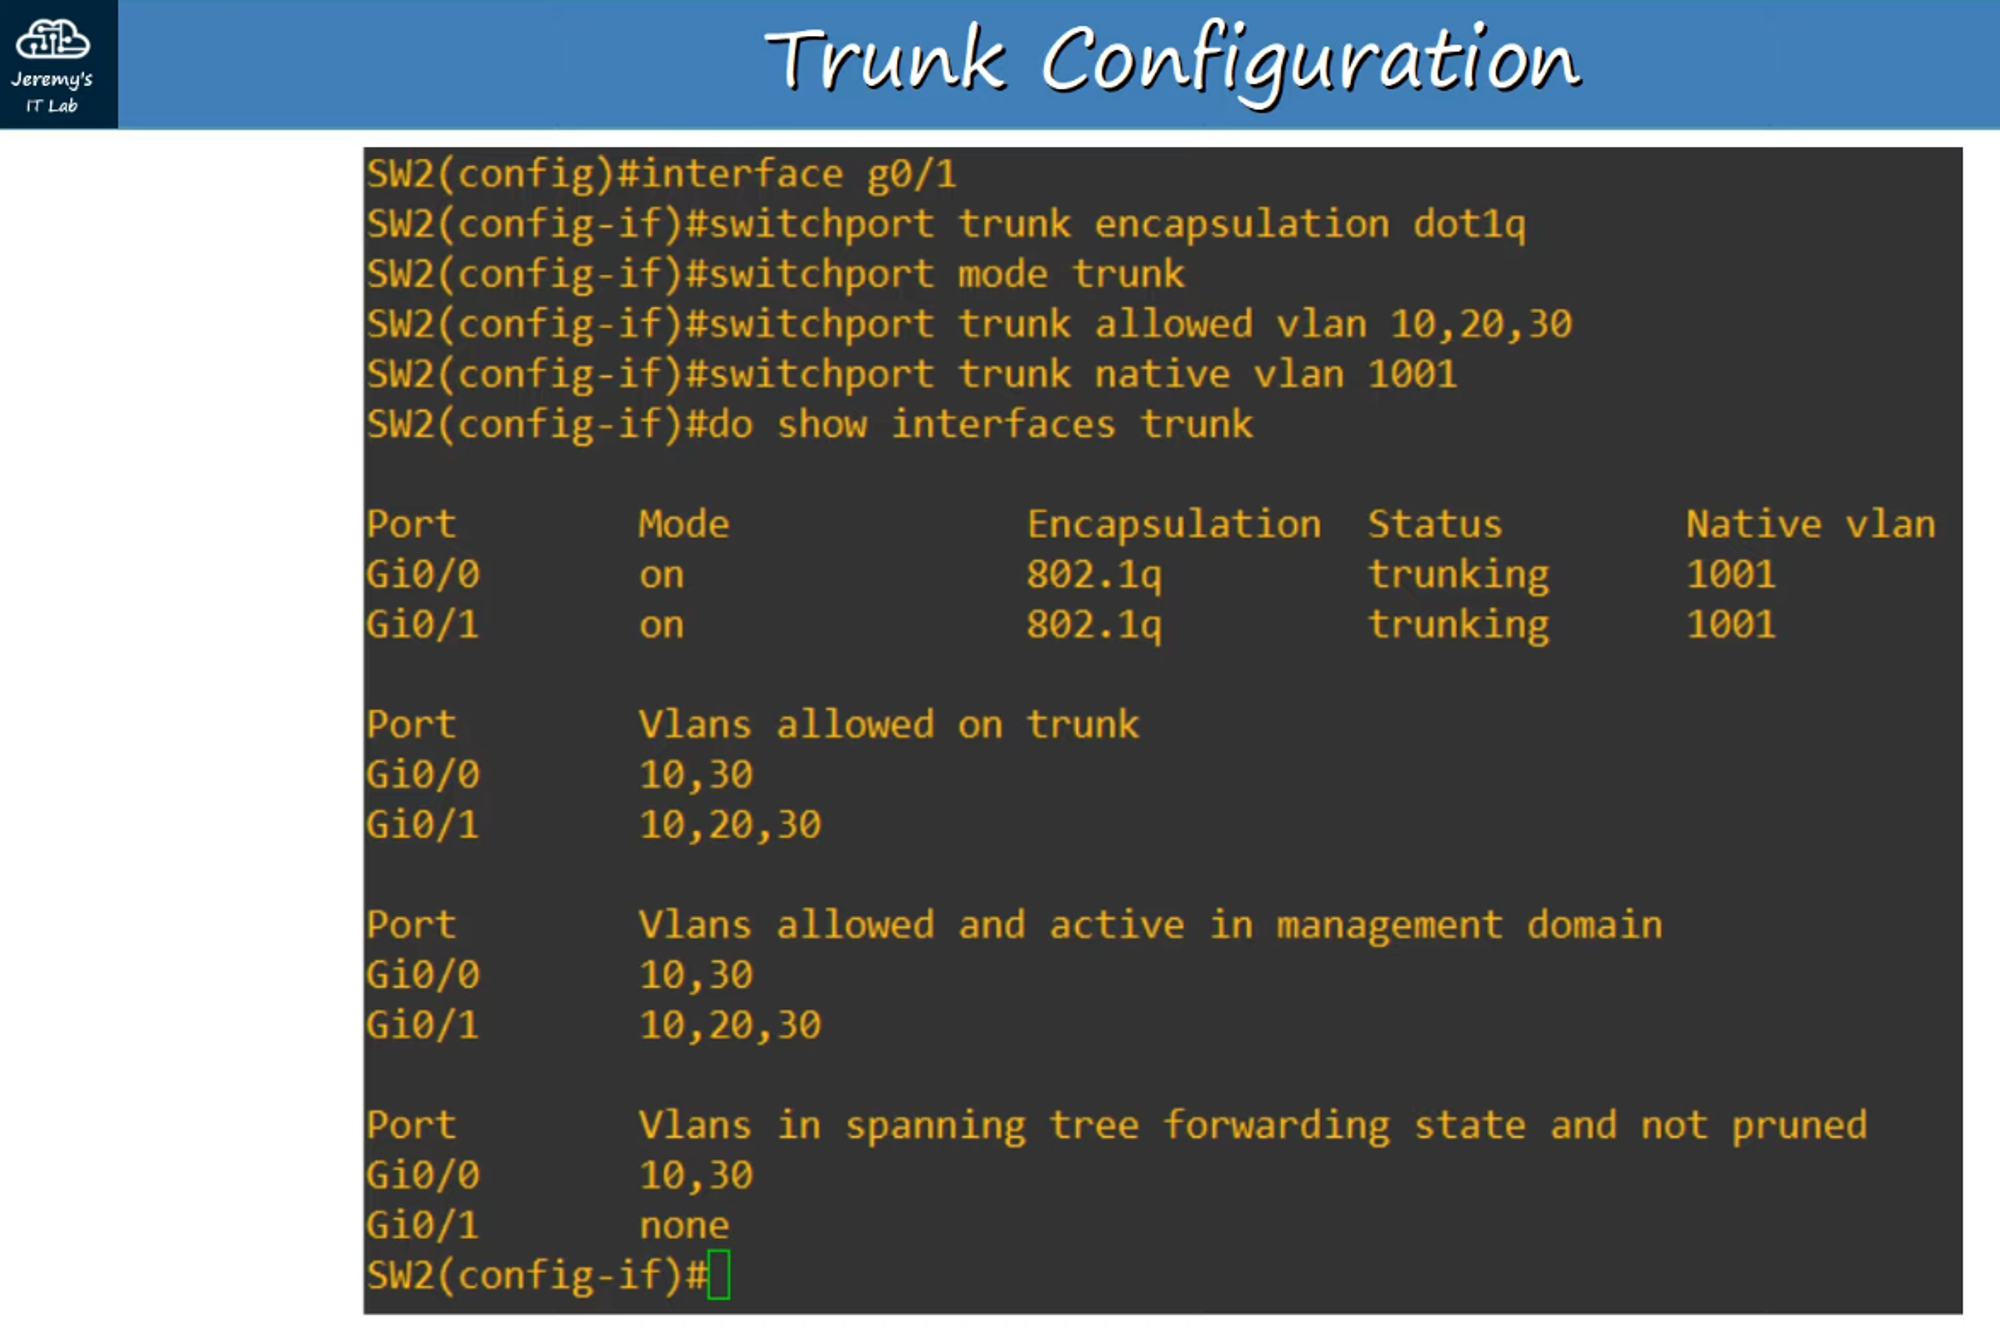 Jeremy's
IT Lab
Trunk Configuration
SW2(config)#interface g0/1
SW2(config-if)#switchport trunk encapsulation dot1q
SW2(config-if)#switchport mode trunk
SW2(config-if)#switchport trunk allowed vlan 10,20,30
SW2(config-if)#switchport trunk native vlan 1001
SW2(config-if)#do show interfaces trunk
Port Mode Encapsulation Status Native vlan
Gi0/0 on 802.1q trunking 1001
Gi0/1 on 802.1q trunking 1001
Port Vlans allowed on trunk
Gi0/0 10,30
Gi0/1 10,20,30
Port Vlans allowed and active in management domain
Gi0/0 10,30
Gi0/1 10,20,30
Port Vlans in spanning tree forwarding state and not pruned
Gi0/0 10,30
Gi0/1 none
SW2(config-if)#